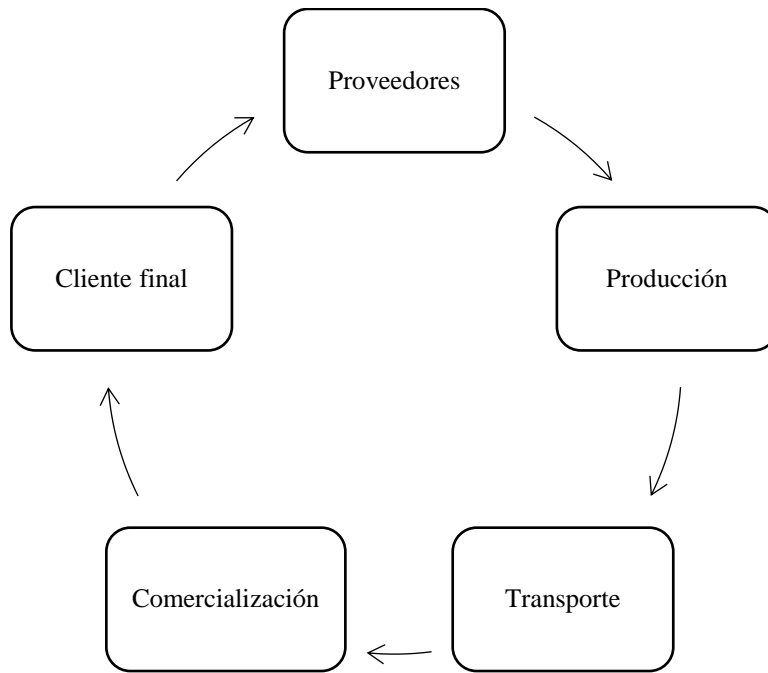 Proveedores
Producción
Transporte
Comercialización
Cliente final